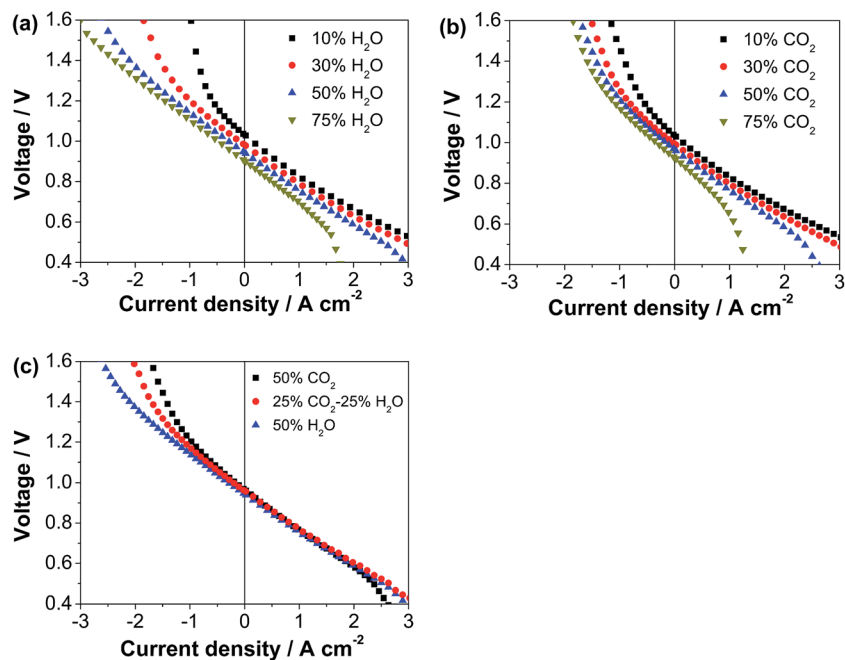 (a)
1.6
1.4
1.2
1.0
0.8
0.6
0.4
Voltage / V
10% H₂O
30% H₂O
50% H₂O
75% H₂O
-3 -2 -1 0 1 2 3
Current density / A cm⁻²
(b)
1.6
1.4
1.2
1.0
0.8
0.6
0.4
Voltage / V
10% CO₂
30% CO₂
50% CO₂
75% CO₂
-3 -2 -1 0 1 2 3
Current density / A cm⁻²
(c)
1.6
1.4
1.2
1.0
0.8
0.6
0.4
Voltage / V
50% CO₂
25% CO₂-25% H₂O
50% H₂O
-3 -2 -1 0 1 2 3
Current density / A cm⁻²